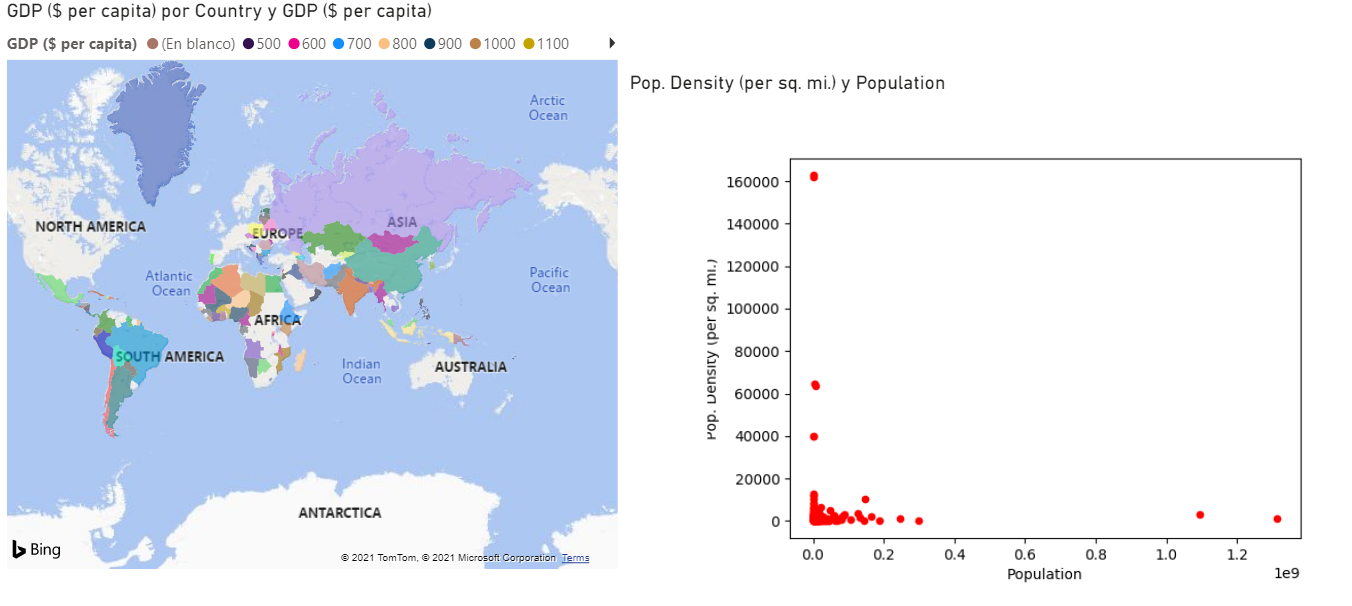 GDP ($ per capita) por Country y GDP ($ per capita)
GDP ($ per capita) (En blanco) 500 600 700 800 900 1000 1100
Arctic
Ocean
NORTH AMERICA
ASIA
EUROPE
Atlantic
Ocean
Pacific
Ocean
AFRICA
SOUTH AMERICA
Indian
Ocean
AUSTRALIA
ANTARCTICA
Bing
© 2021 TomTom, © 2021 Microsoft Corporation Terms
Pop. Density (per sq. mi.) y Population
Pop. Density (per sq. mi.)
160000
140000
120000
100000
80000
60000
40000
20000
0
0.0 0.2 0.4 0.6 0.8 1.0 1.2
Population
1e9